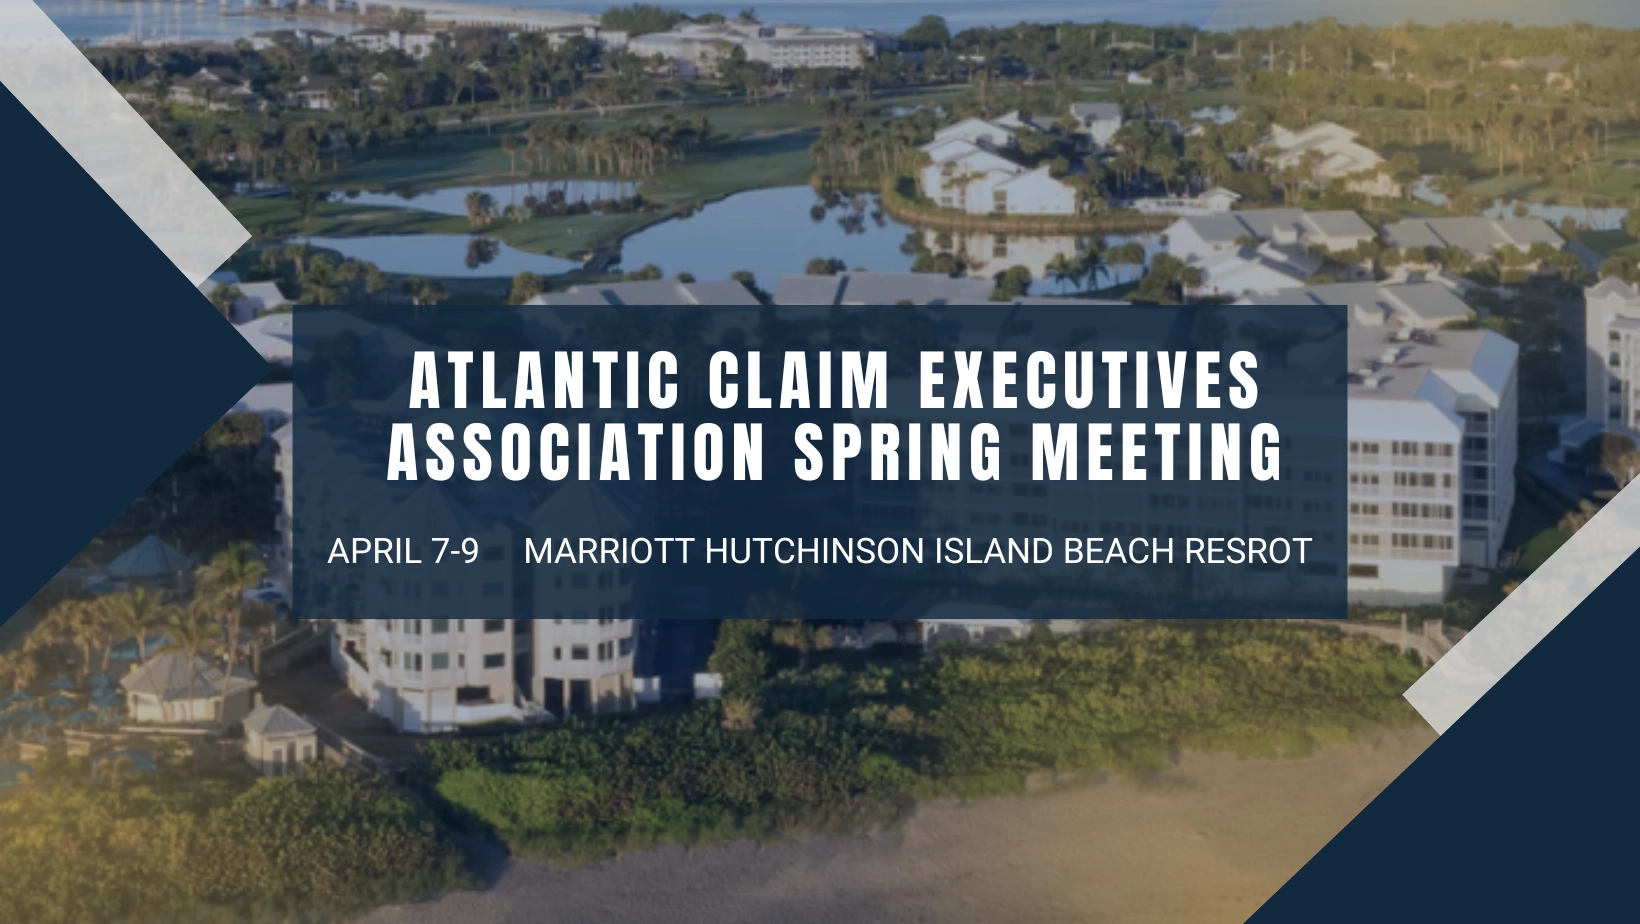 ATLANTIC CLAIM EXECUTIVES
ASSOCIATION SPRING MEETING
APRIL 7-9 MARRIOTT HUTCHINSON ISLAND BEACH RESROT